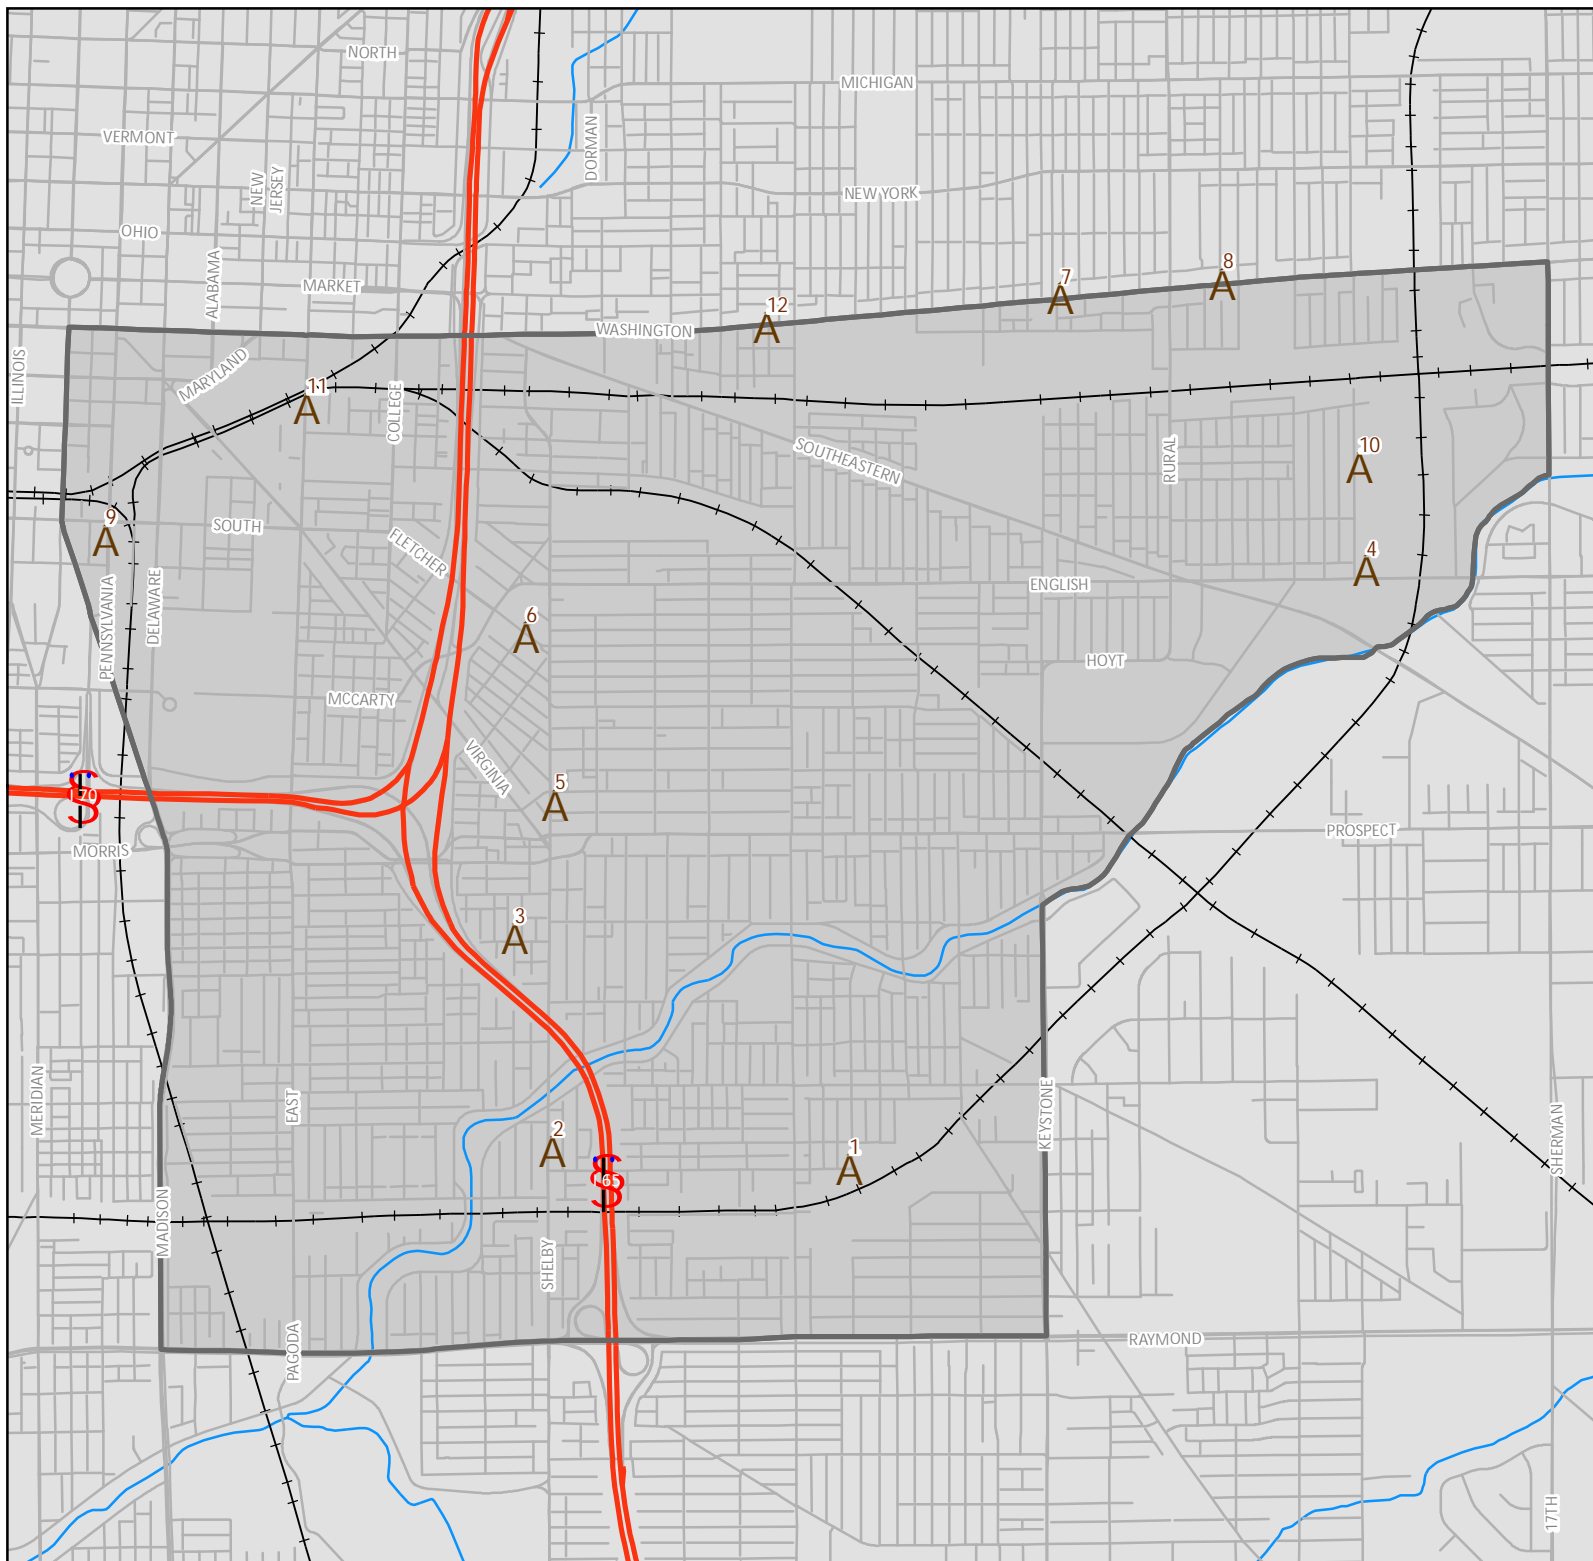 NORTH
MICHIGAN
VERMONT
DORMAN
NEW
JERSEY
NEW YORK
OHIO
ALABAMA
MARKET
8
A
7
A
12
A
WASHINGTON
ILLINOIS
MARYLAND
11
A
COLLEGE
SOUTHEASTERN
RURAL
10
A
9
A
SOUTH
FLETCHER
4
A
ENGLISH
PENNSYLVANIA
DELAWARE
6
A
HOYT
MCCARTY
VIRGINIA
I 70
5
A
PROSPECT
MORRIS
3
A
MERIDIAN
EAST
KEYSTONE
SHERMAN
2
A
1
A
I 65
MADISON
SHELBY
PAGODA
RAYMOND
17TH